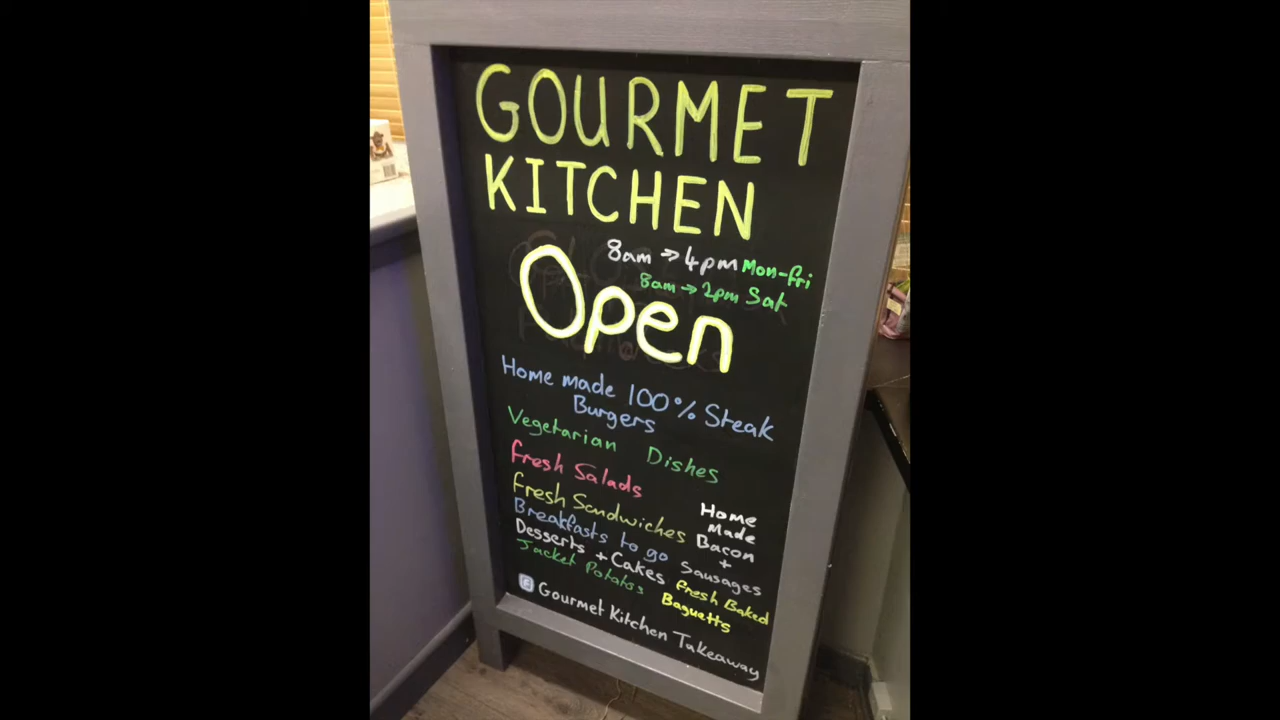 GOURMET
KITCHEN
8am → 4pm Mon-fri
8am → 2pm Sat
Open
Home made 100% Steak
Burgers
Vegetarian Dishes
Fresh Salads
Fresh Sandwiches
Breakfasts to go
Desserts + Cakes
Jacket Potatos
Home
Made
Bacon
+
Sausages
Fresh Baked
Baguetts
Gourmet Kitchen Takeaway